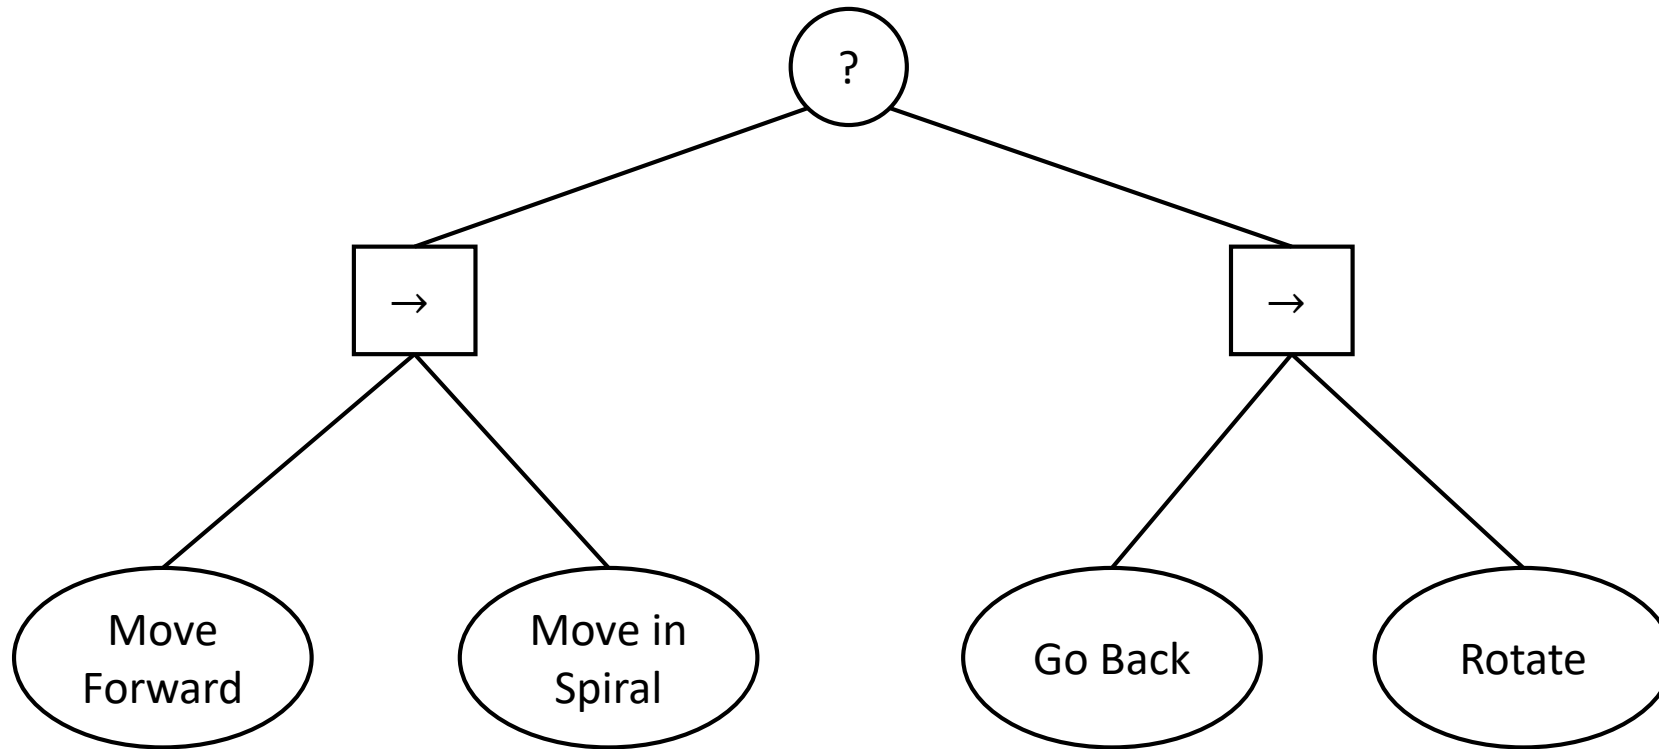 ?
→
→
Move
Forward
Move in
Spiral
Go Back
Rotate